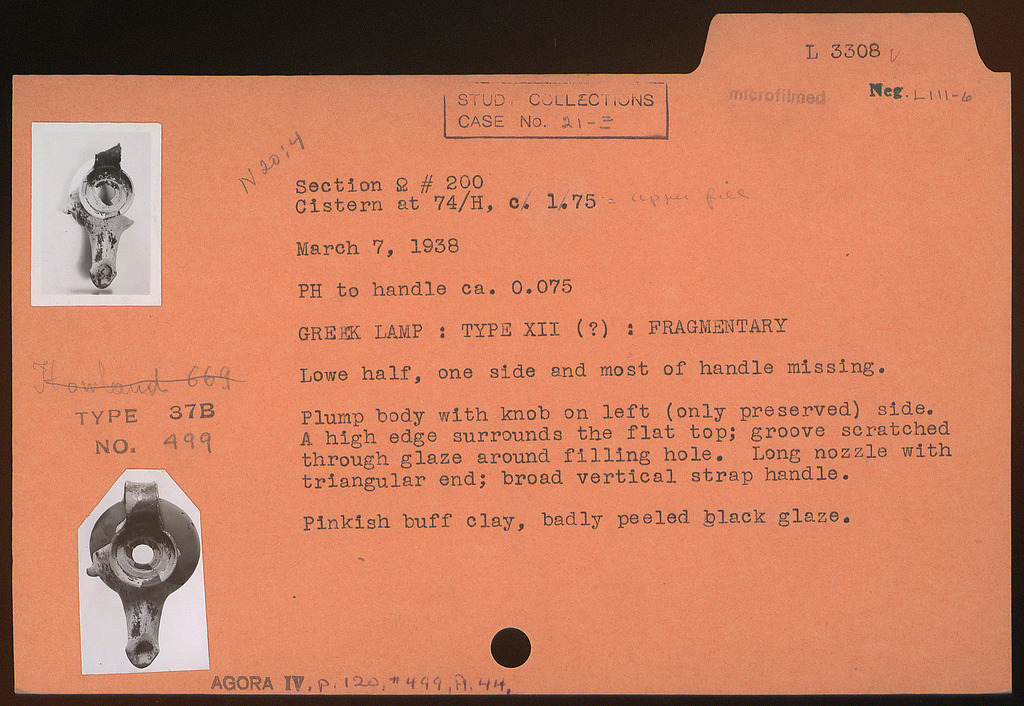 L 3308 v
microfilmed
Neg. LIII-6
STUDY COLLECTIONS
CASE No. 21-
N 20:4
Section Ω # 200
Cistern at 74/H, c. 1.75 = upper fill
March 7, 1938
PH to handle ca. 0.075
GREEK LAMP : TYPE XII (?) : FRAGMENTARY
Lowe half, one side and most of handle missing.
Howland 669
TYPE 37B
NO. 499
Plump body with knob on left (only preserved) side.
A high edge surrounds the flat top; groove scratched
through glaze around filling hole. Long nozzle with
triangular end; broad vertical strap handle.
Pinkish buff clay, badly peeled black glaze.
AGORA IV, p. 120, #499, Pl. 44.